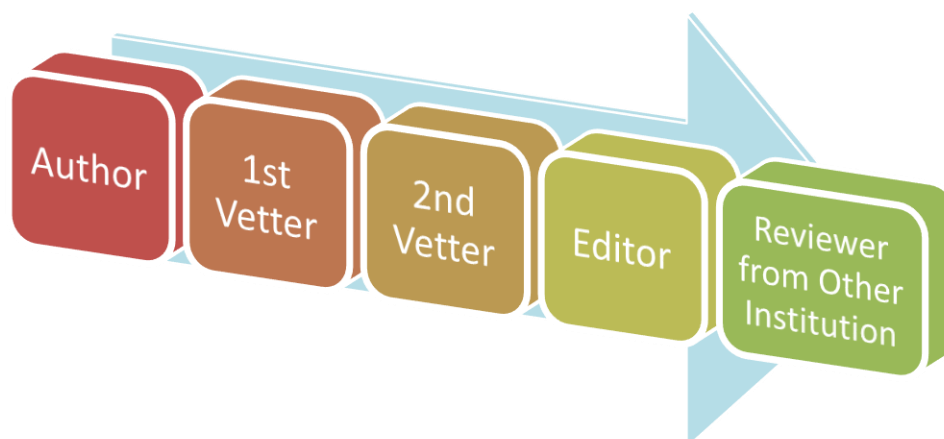 Author
1st
Vetter
2nd
Vetter
Editor
Reviewer
from Other
Institution